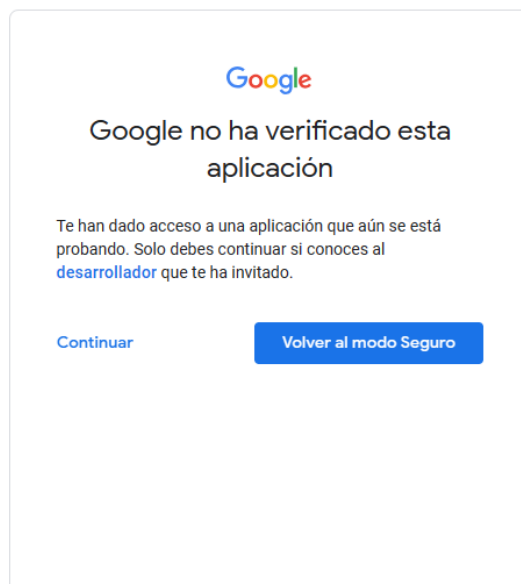 Google
Google no ha verificado esta
aplicación
Te han dado acceso a una aplicación que aún se está
probando. Solo debes continuar si conoces al
desarrollador que te ha invitado.
Continuar
Volver al modo Seguro